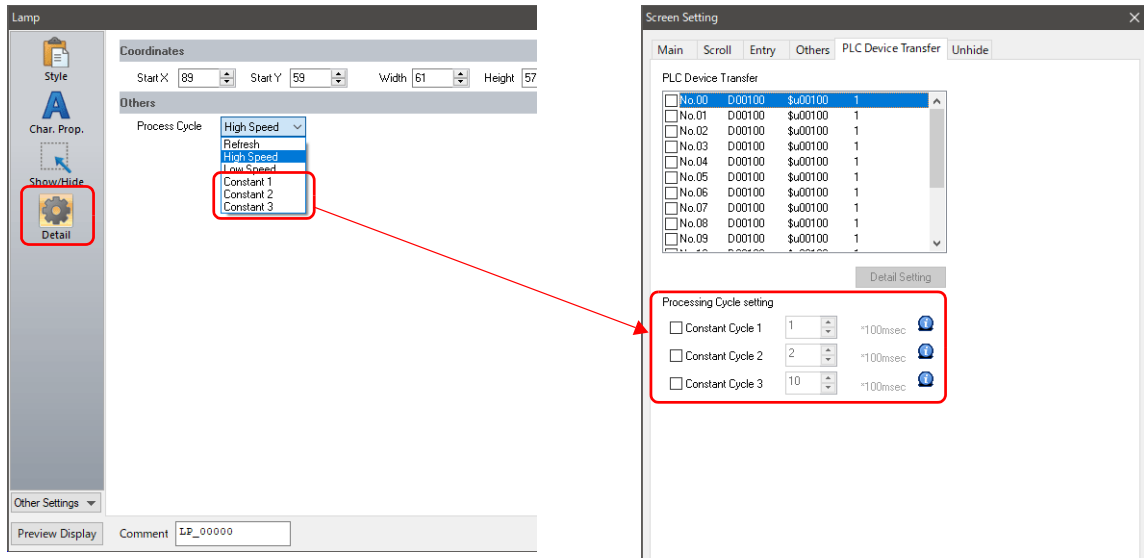 Lamp
Style
Char. Prop.
Show/Hide
Detail
Other Settings
Preview Display
Coordinates
Start X 89 Start Y 59 Width 61 Height 57
Others
Process Cycle High Speed
Refresh
High Speed
Low Speed
Constant 1
Constant 2
Constant 3
Comment LP_00000
Screen Setting
Main Scroll Entry Others PLC Device Transfer Unhide
PLC Device Transfer
No.00 D00100 $u00100 1
No.01 D00100 $u00100 1
No.02 D00100 $u00100 1
No.03 D00100 $u00100 1
No.04 D00100 $u00100 1
No.05 D00100 $u00100 1
No.06 D00100 $u00100 1
No.07 D00100 $u00100 1
No.08 D00100 $u00100 1
No.09 D00100 $u00100 1
Detail Setting
Processing Cycle setting
Constant Cycle 1 1 *100msec
Constant Cycle 2 2 *100msec
Constant Cycle 3 10 *100msec